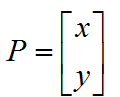 P = [x
y]